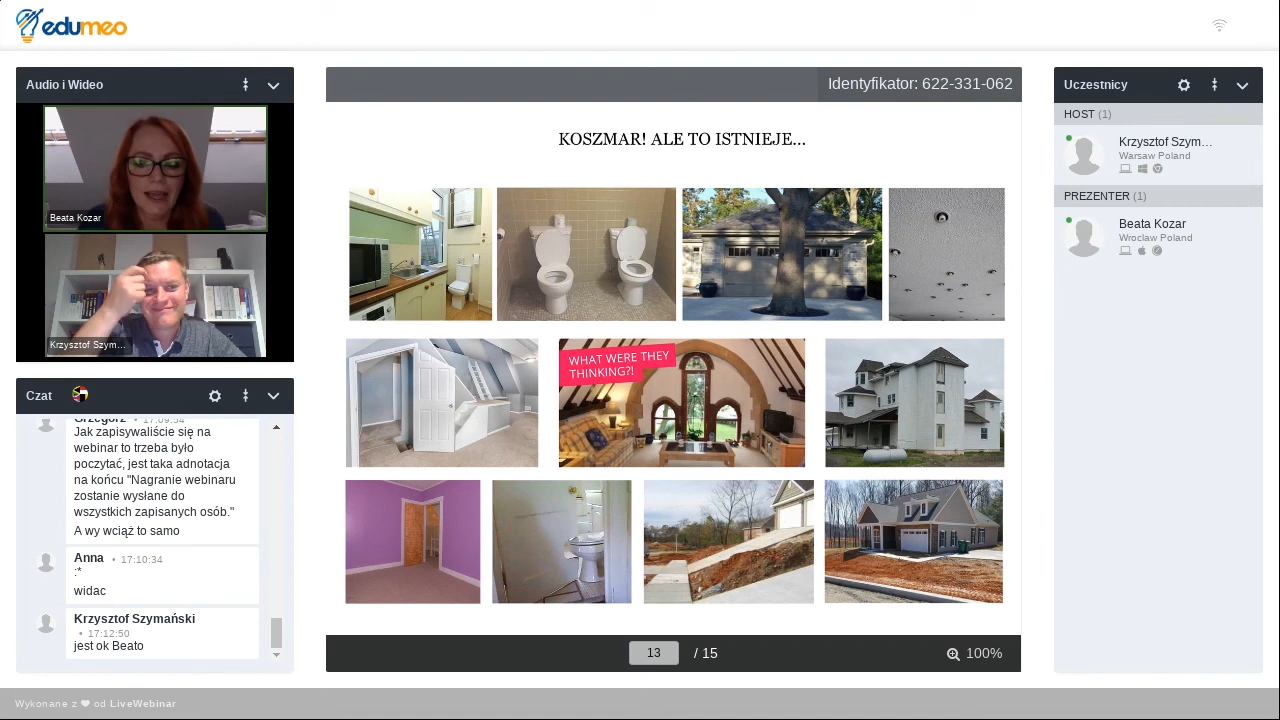 edumeo
Audio i Wideo
Beata Kozar
Krzysztof Szym...
Czat
Grzegorz • 17:09:54
Jak zapisywaliście się na
webinar to trzeba było
poczytać, jest taka adnotacja
na końcu "Nagranie webinaru
zostanie wysłane do
wszystkich zapisanych osób."
A wy wciąż to samo
Anna • 17:10:34
:*
widac
Krzysztof Szymański
• 17:12:50
jest ok Beato
Identyfikator: 622-331-062
KOSZMAR! ALE TO ISTNIEJE...
WHAT WERE THEY
THINKING?!
13 / 15
100%
Uczestnicy
HOST (1)
Krzysztof Szym...
Warsaw Poland
PREZENTER (1)
Beata Kozar
Wroclaw Poland
Wykonane z ❤ od LiveWebinar